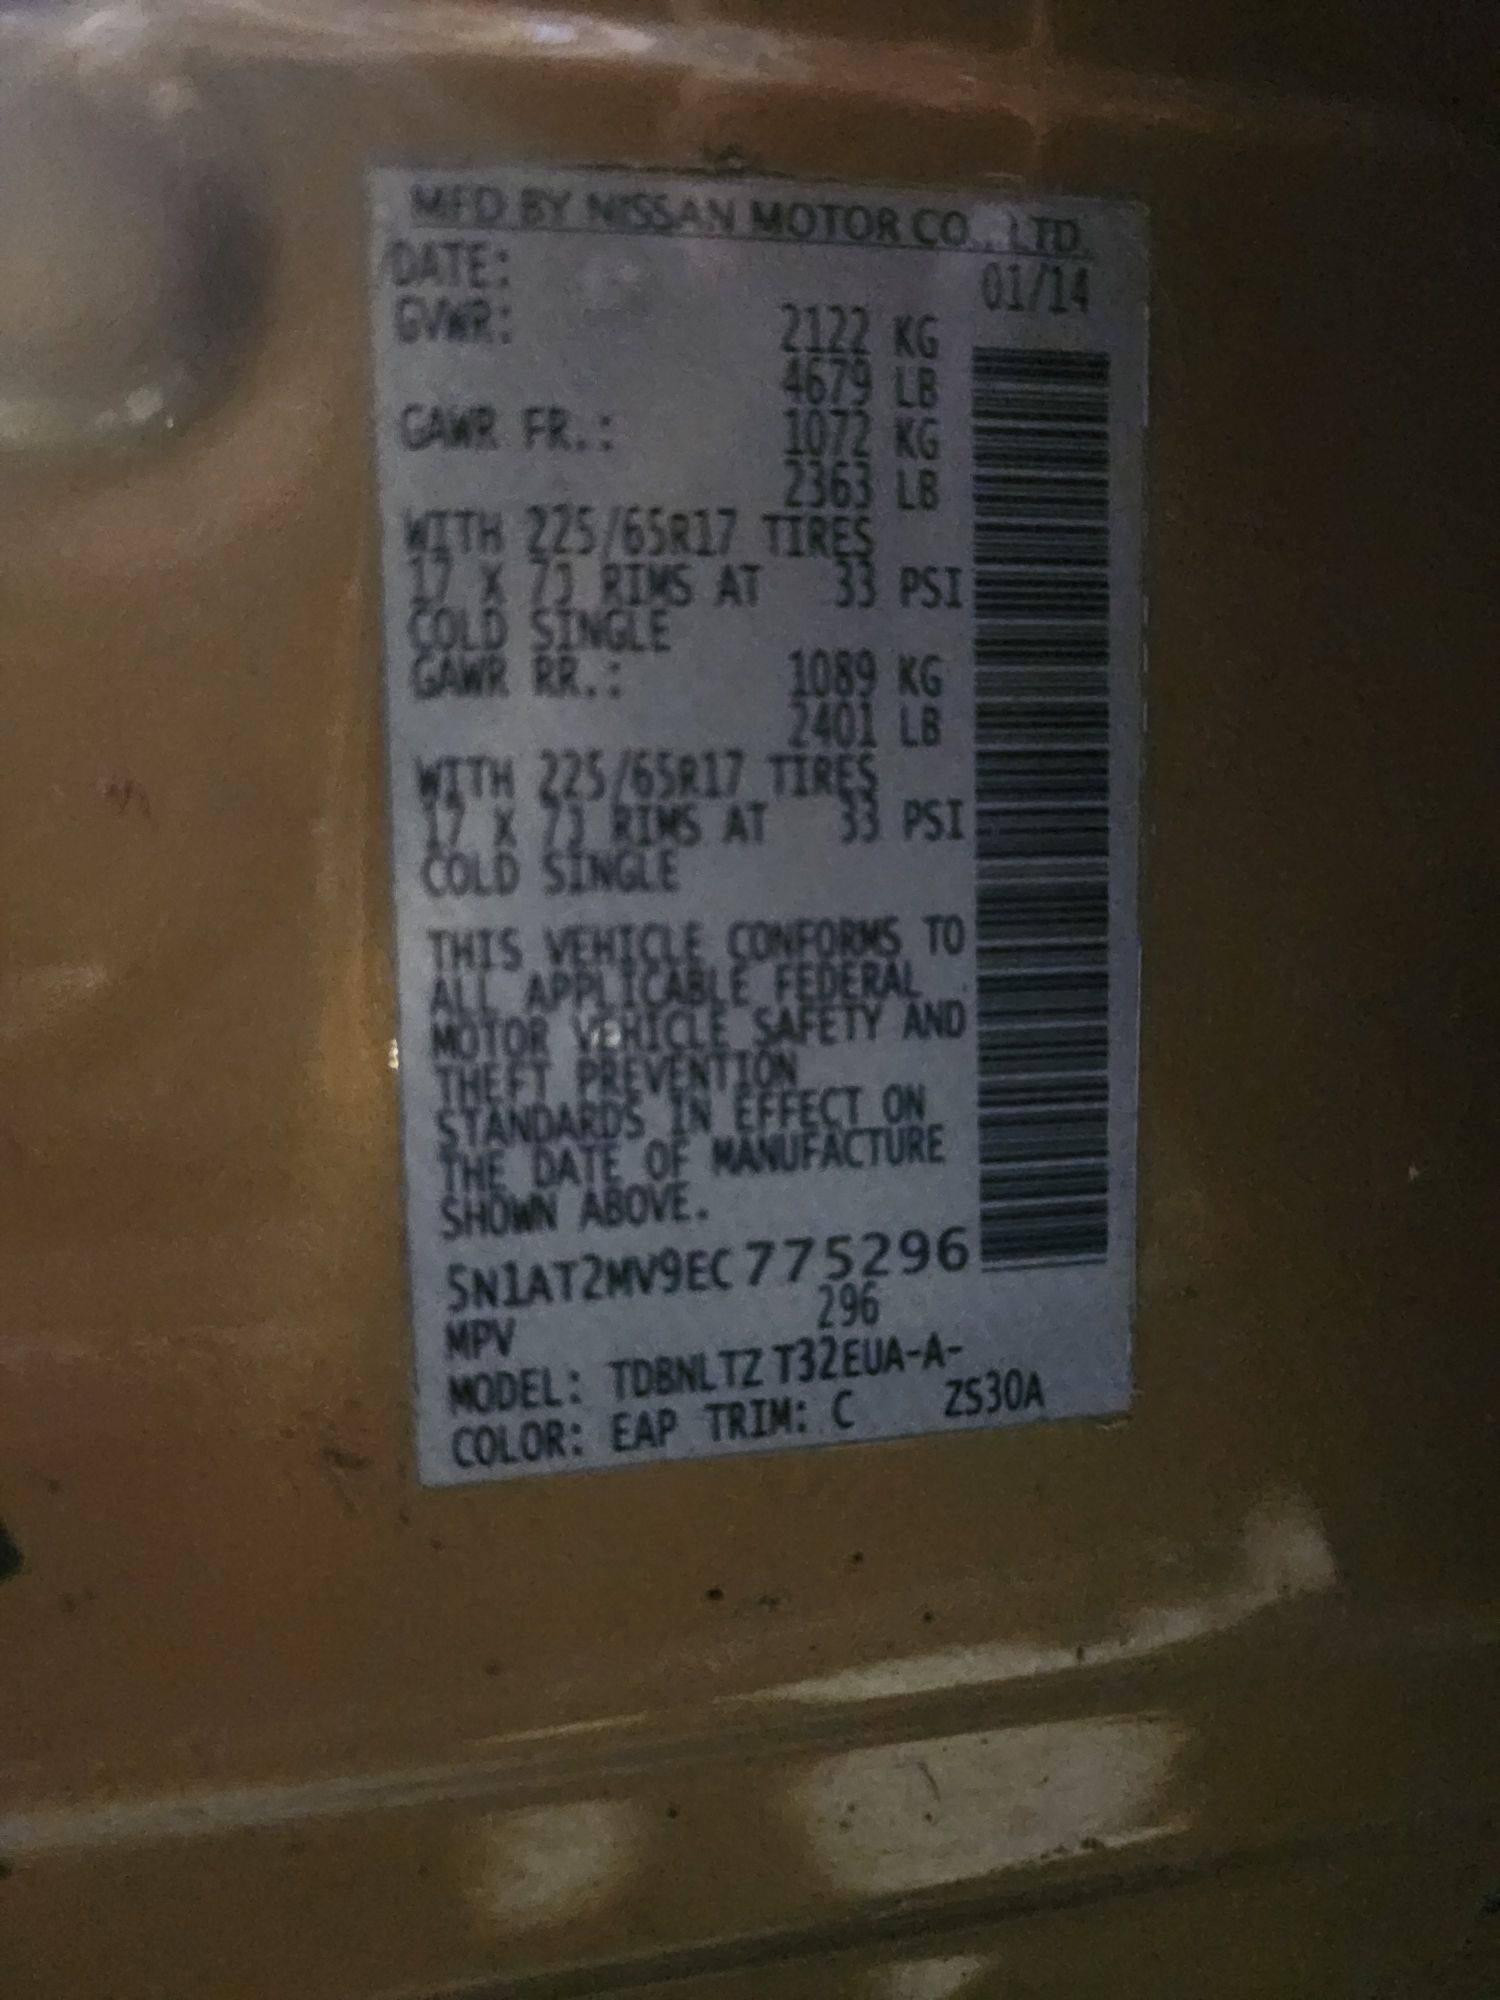 MFD BY NISSAN MOTOR CO., LTD.
DATE: 01/14
GVWR: 2122 KG
4679 LB
GAWR FR.: 1072 KG
2363 LB
WITH 225/65R17 TIRES
17 X 7J RIMS AT 33 PSI
COLD SINGLE
GAWR RR.: 1089 KG
2401 LB
WITH 225/65R17 TIRES
17 X 7J RIMS AT 33 PSI
COLD SINGLE
THIS VEHICLE CONFORMS TO
ALL APPLICABLE FEDERAL
MOTOR VEHICLE SAFETY AND
THEFT PREVENTION
STANDARDS IN EFFECT ON
THE DATE OF MANUFACTURE
SHOWN ABOVE.
5N1AT2MV9EC775296
MPV 296
MODEL: TDBNLTZ T32EUA-A-
COLOR: EAP TRIM: C ZS30A